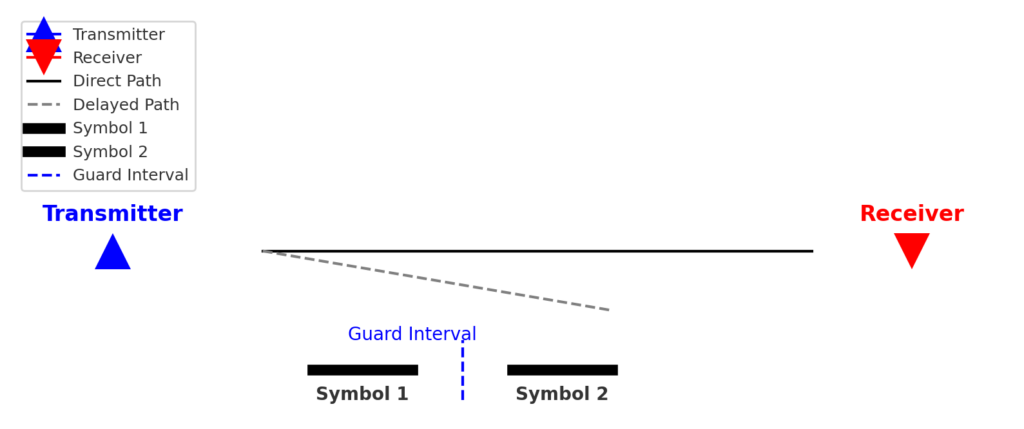 Transmitter
Receiver
Direct Path
Delayed Path
Symbol 1
Symbol 2
Guard Interval
Transmitter
Receiver
Guard Interval
Symbol 1
Symbol 2